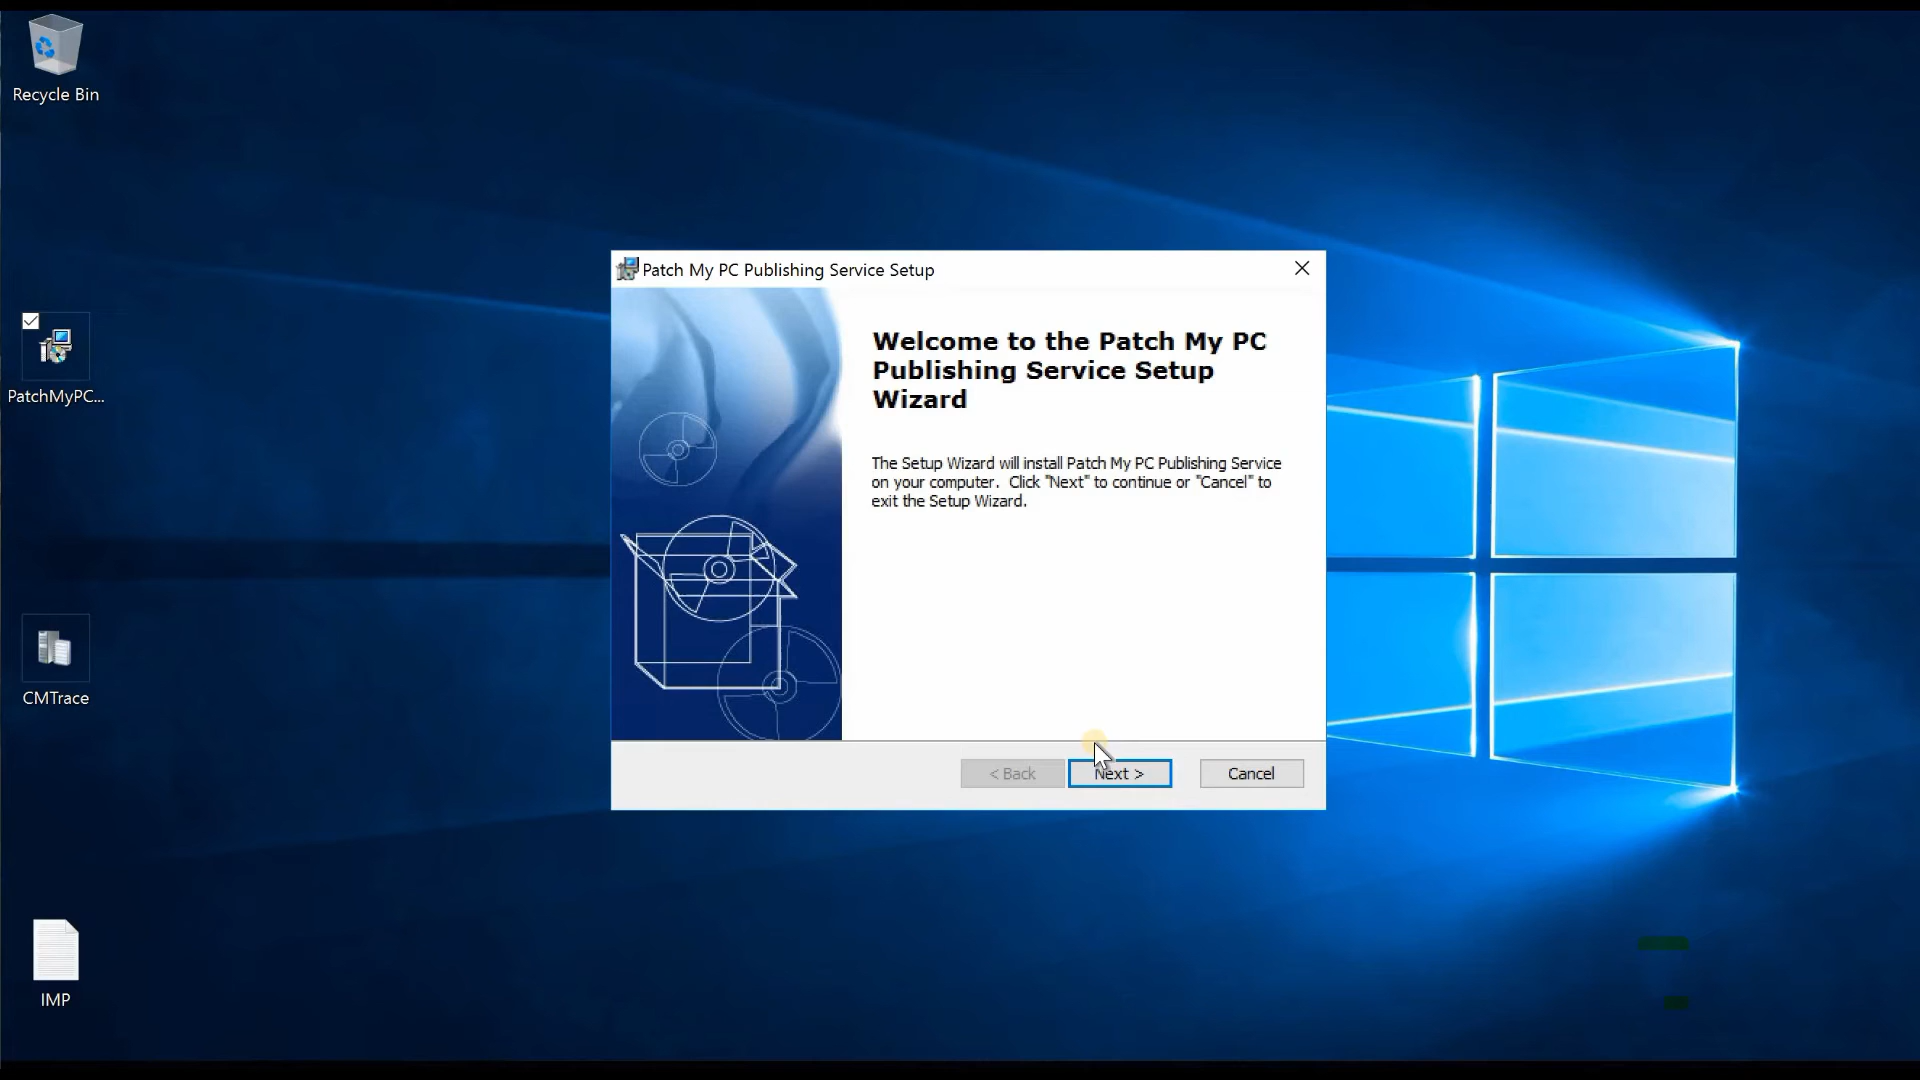 Recycle Bin
PatchMyPC...
CMTrace
IMP
Patch My PC Publishing Service Setup
Welcome to the Patch My PC
Publishing Service Setup
Wizard
The Setup Wizard will install Patch My PC Publishing Service
on your computer.  Click "Next" to continue or "Cancel" to
exit the Setup Wizard.
< Back
Next >
Cancel